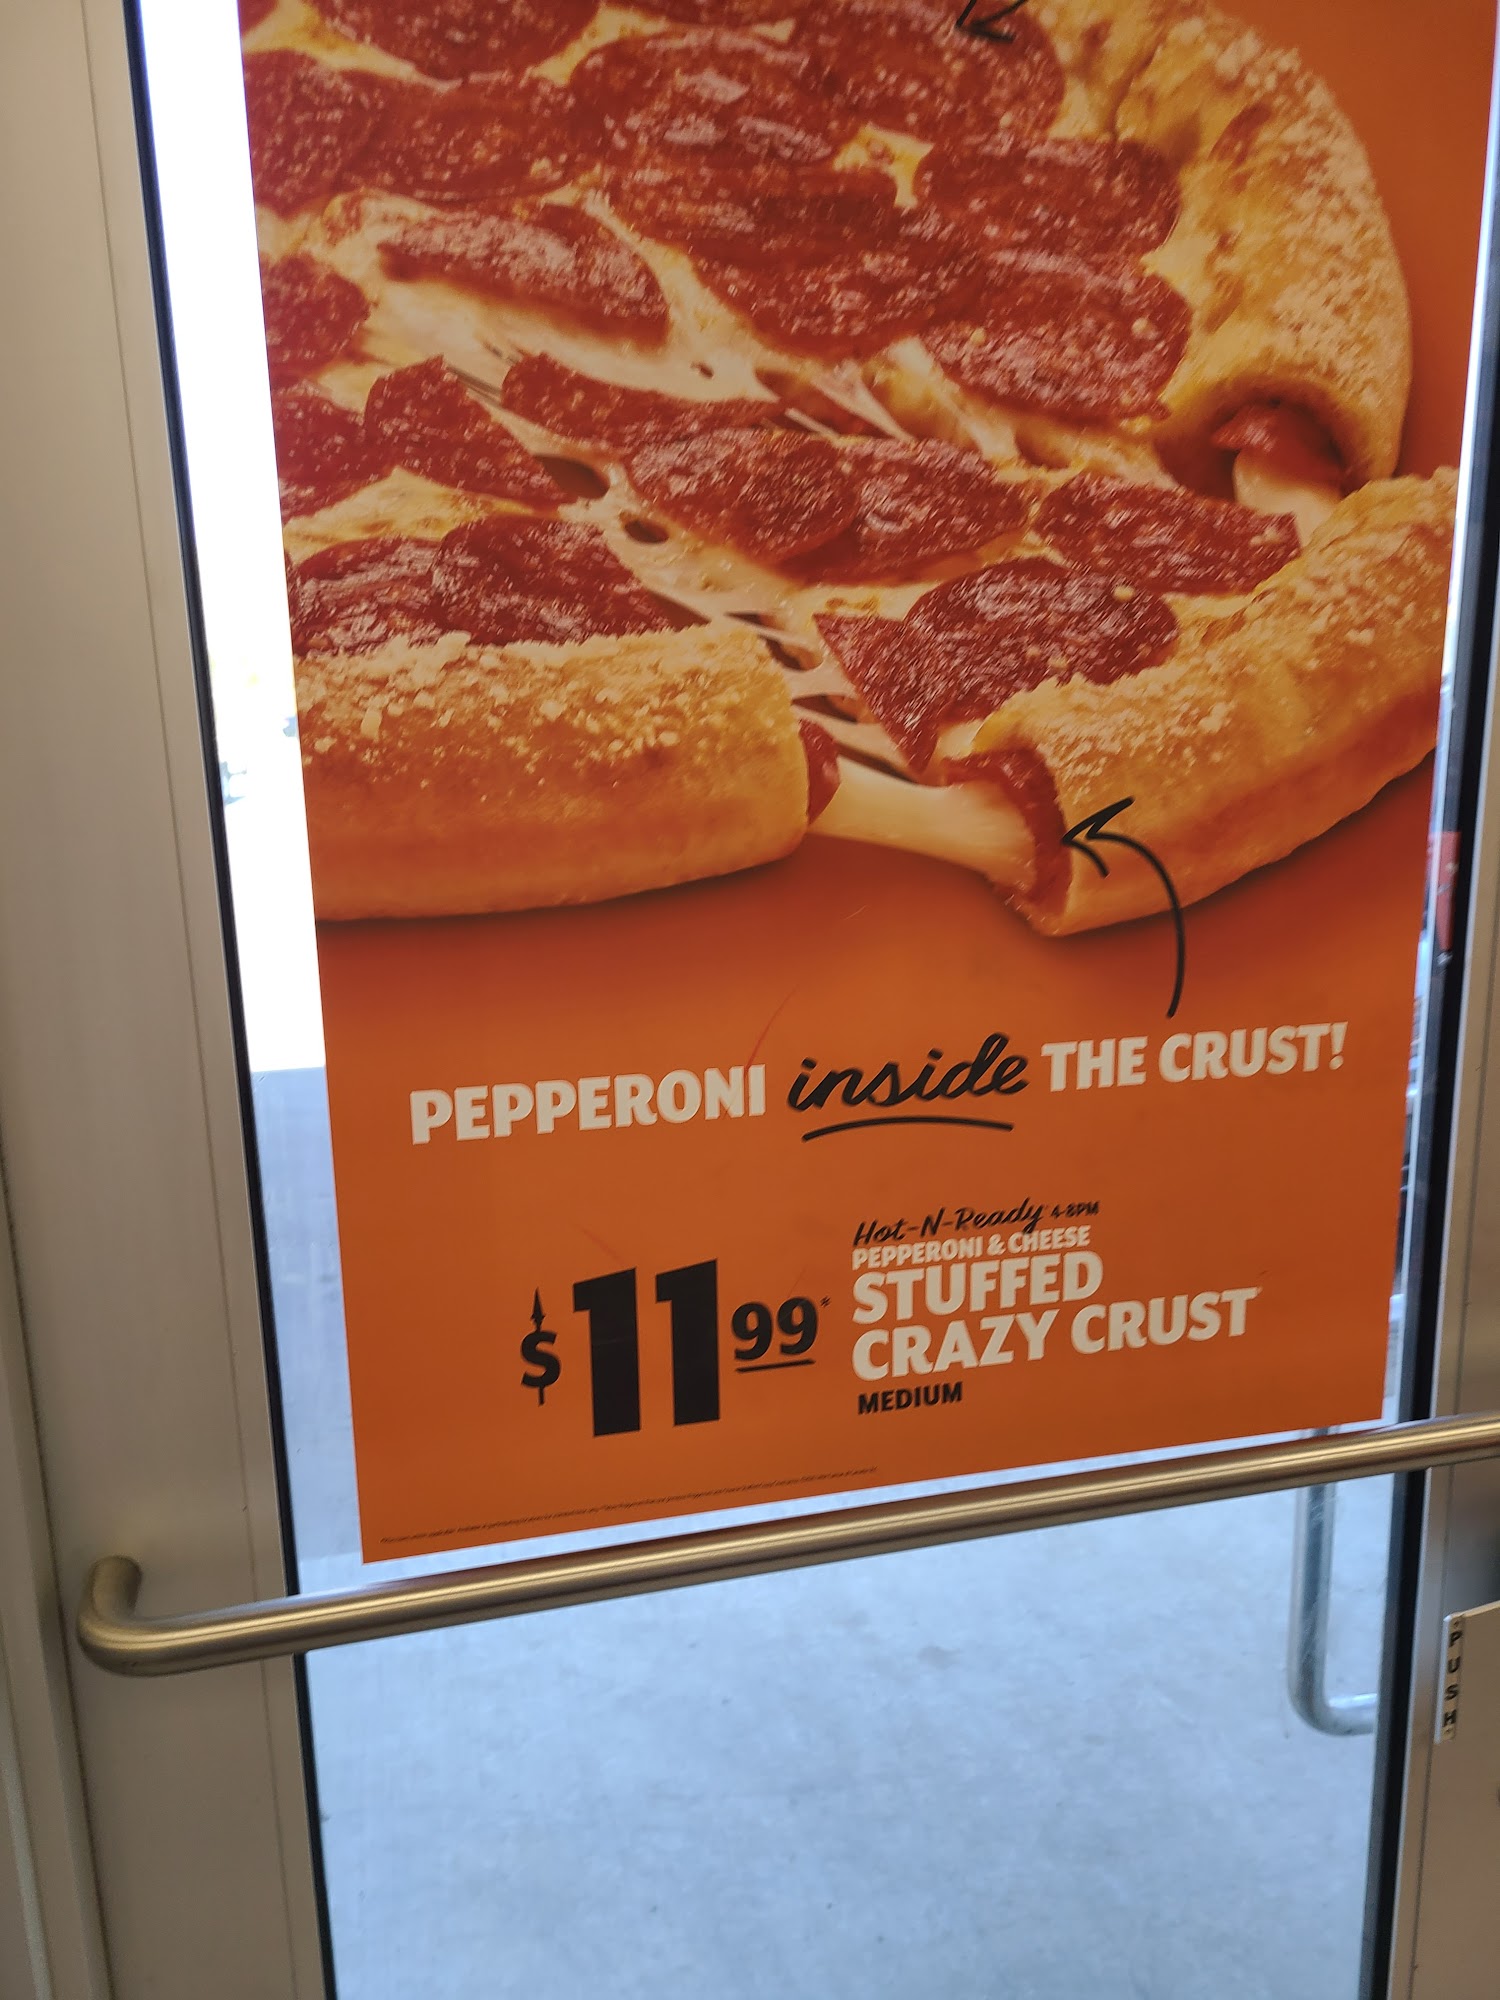 PEPPERONI inside THE CRUST!
Hot-N-Ready 4-8PM
PEPPERONI & CHEESE
STUFFED
CRAZY CRUST
MEDIUM
$11 99*
PUSH